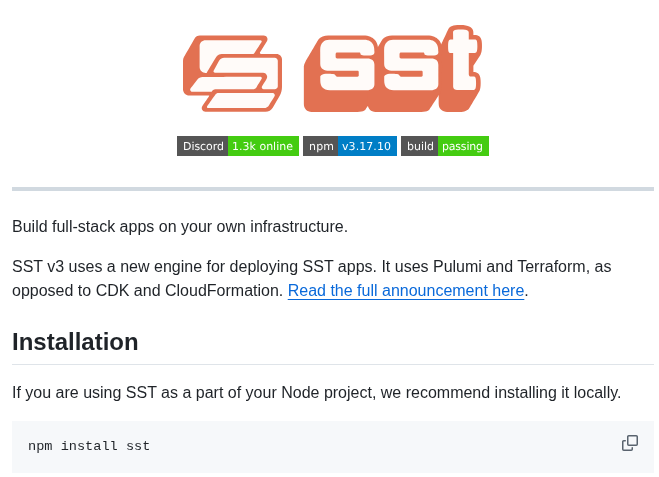 sst
Discord 1.3k online npm v3.17.10 build passing
Build full-stack apps on your own infrastructure.
SST v3 uses a new engine for deploying SST apps. It uses Pulumi and Terraform, as
opposed to CDK and CloudFormation. Read the full announcement here.
Installation
If you are using SST as a part of your Node project, we recommend installing it locally.
npm install sst